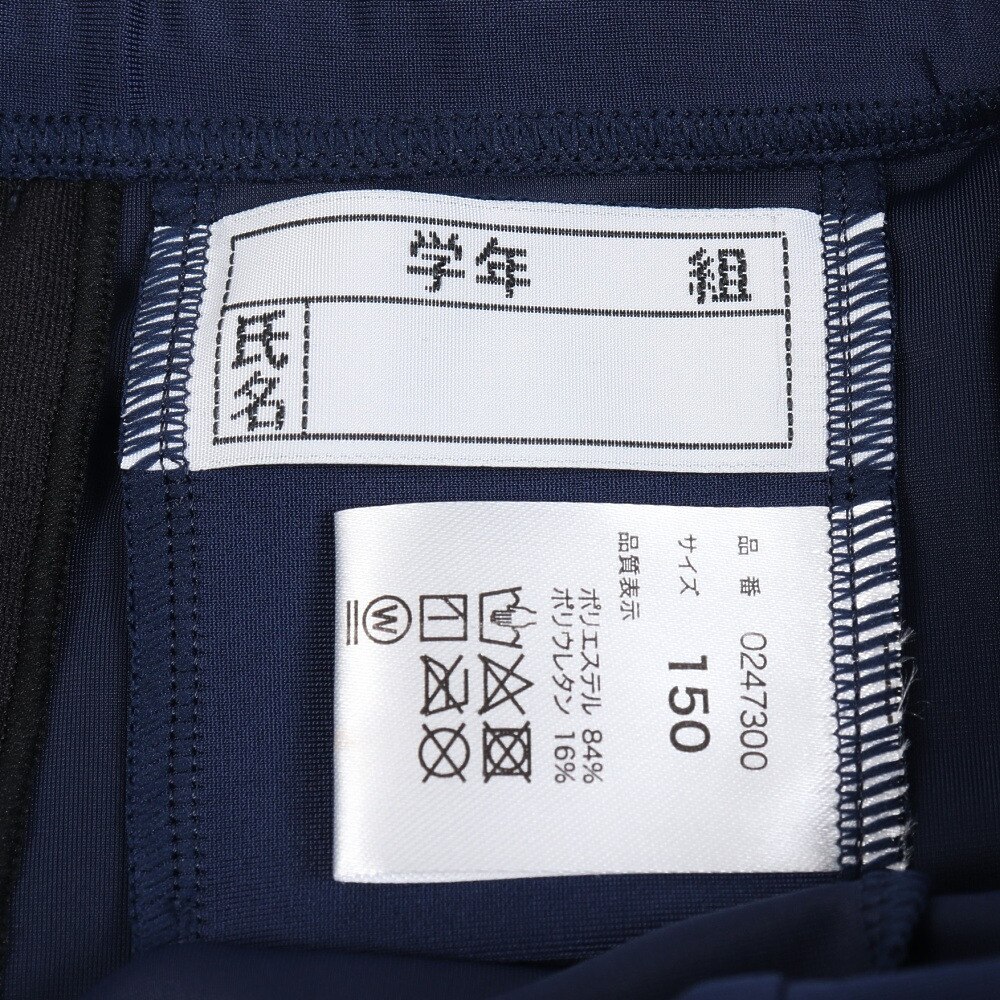 学年 組
氏名
品番 0247300
サイズ 150
品質表示
ポリエステル 84%
ポリウレタン 16%
W